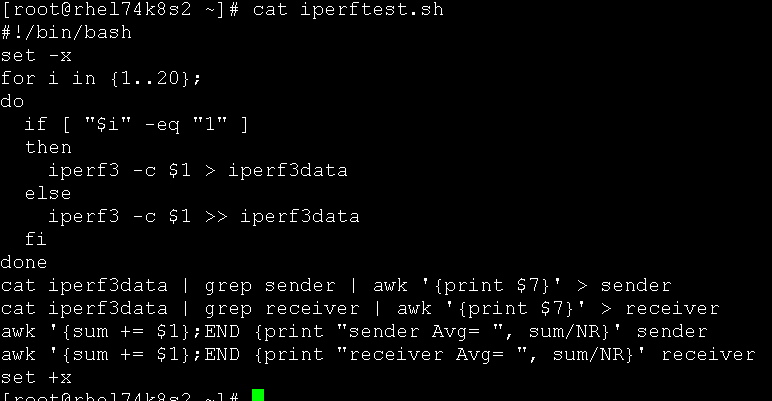 [root@rhel74k8s2 ~]# cat iperftest.sh
#!/bin/bash
set -x
for i in {1..20};
do
  if [ "$i" -eq "1" ]
  then
    iperf3 -c $1 > iperf3data
  else
    iperf3 -c $1 >> iperf3data
  fi
done
cat iperf3data | grep sender | awk '{print $7}' > sender
cat iperf3data | grep receiver | awk '{print $7}' > receiver
awk '{sum += $1};END {print "sender Avg= ", sum/NR}' sender
awk '{sum += $1};END {print "receiver Avg= ", sum/NR}' receiver
set +x
[root@rhel74k8s2 ~]#